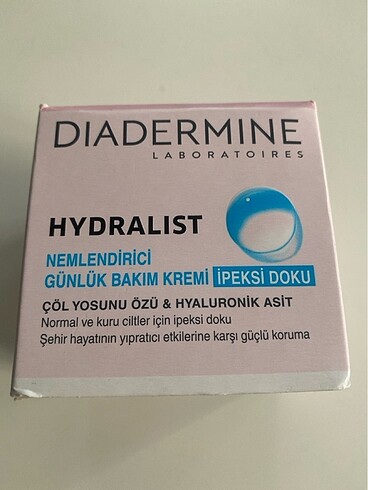 DIADERMINE
LABORATOIRES
HYDRALIST
NEMLENDİRİCİ
GÜNLÜK BAKIM KREMİ İPEKSİ DOKU
ÇÖL YOSUNU ÖZÜ & HYALURONİK ASİT
Normal ve kuru ciltler için ipeksi doku
Şehir hayatının yıpratıcı etkilerine karşı güçlü koruma